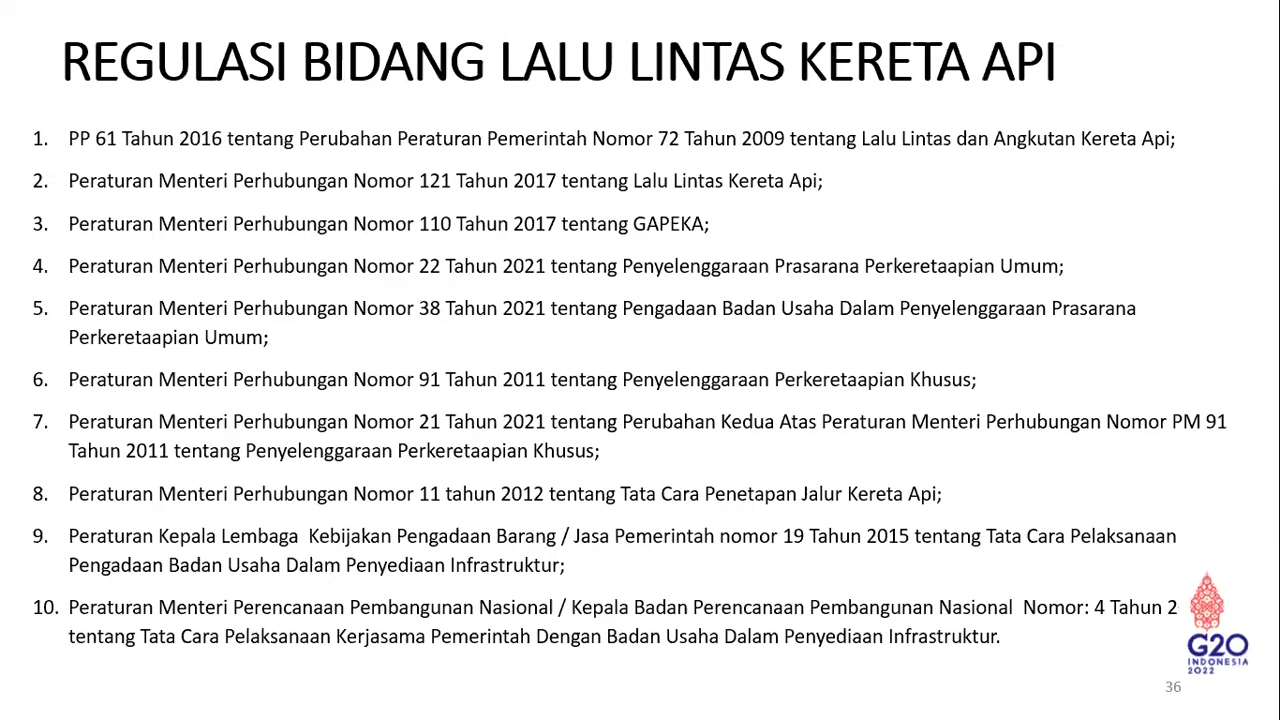 REGULASI BIDANG LALU LINTAS KERETA API
1. PP 61 Tahun 2016 tentang Perubahan Peraturan Pemerintah Nomor 72 Tahun 2009 tentang Lalu Lintas dan Angkutan Kereta Api;
2. Peraturan Menteri Perhubungan Nomor 121 Tahun 2017 tentang Lalu Lintas Kereta Api;
3. Peraturan Menteri Perhubungan Nomor 110 Tahun 2017 tentang GAPEKA;
4. Peraturan Menteri Perhubungan Nomor 22 Tahun 2021 tentang Penyelenggaraan Prasarana Perkeretaapian Umum;
5. Peraturan Menteri Perhubungan Nomor 38 Tahun 2021 tentang Pengadaan Badan Usaha Dalam Penyelenggaraan Prasarana
Perkeretaapian Umum;
6. Peraturan Menteri Perhubungan Nomor 91 Tahun 2011 tentang Penyelenggaraan Perkeretaapian Khusus;
7. Peraturan Menteri Perhubungan Nomor 21 Tahun 2021 tentang Perubahan Kedua Atas Peraturan Menteri Perhubungan Nomor PM 91
Tahun 2011 tentang Penyelenggaraan Perkeretaapian Khusus;
8. Peraturan Menteri Perhubungan Nomor 11 tahun 2012 tentang Tata Cara Penetapan Jalur Kereta Api;
9. Peraturan Kepala Lembaga Kebijakan Pengadaan Barang / Jasa Pemerintah nomor 19 Tahun 2015 tentang Tata Cara Pelaksanaan
Pengadaan Badan Usaha Dalam Penyediaan Infrastruktur;
10. Peraturan Menteri Perencanaan Pembangunan Nasional / Kepala Badan Perencanaan Pembangunan Nasional Nomor: 4 Tahun 2
tentang Tata Cara Pelaksanaan Kerjasama Pemerintah Dengan Badan Usaha Dalam Penyediaan Infrastruktur.
G20
INDONESIA
2022
36